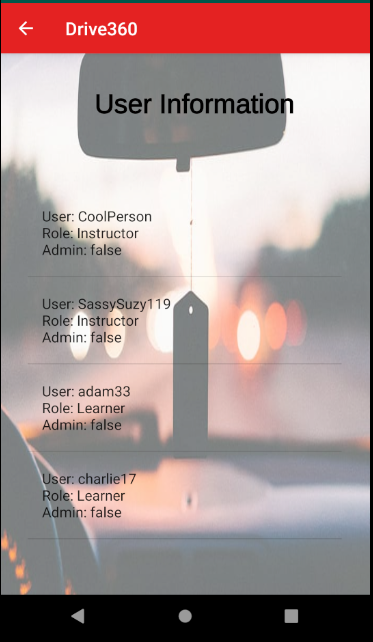 Drive360
User Information
User: CoolPerson
Role: Instructor
Admin: false
User: SassySuzy119
Role: Instructor
Admin: false
User: adam33
Role: Learner
Admin: false
User: charlie17
Role: Learner
Admin: false